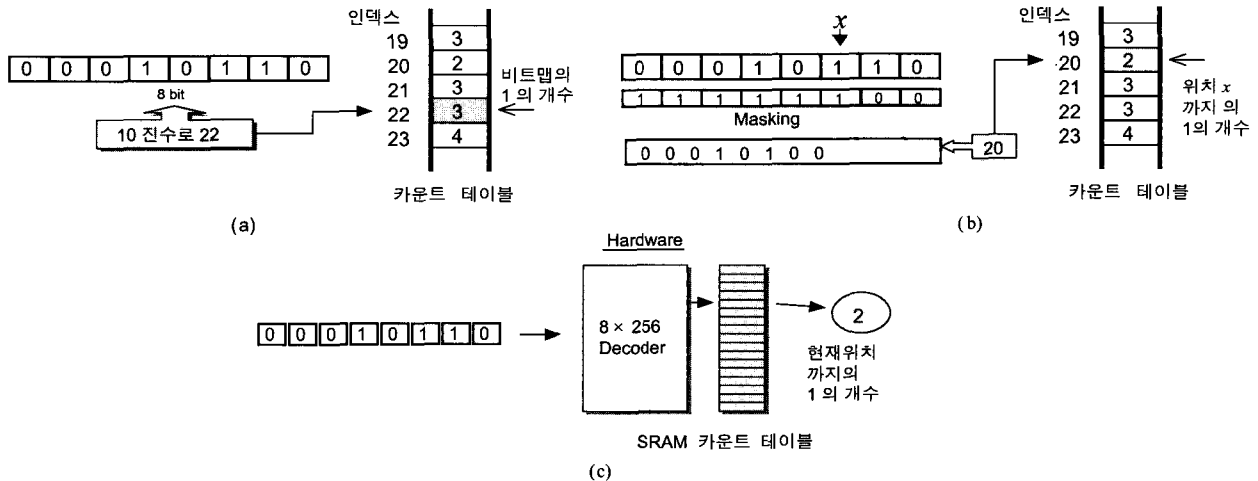 인덱스
0 0 0 1 0 1 1 0
8 bit
10 진수로 22
19 3
20 2
21 3
22 3
23 4
비트맵의
1 의 개수
카운트 테이블
(a)
x
0 0 0 1 0 1 1 0
1 1 1 1 1 1 0 0
Masking
0 0 0 1 0 1 0 0
20
인덱스
19 3
20 2
21 3
22 3
23 4
위치 x
까지 의
1의 개수
카운트 테이블
(b)
Hardware
0 0 0 1 0 1 1 0
8 × 256
Decoder
2
현재위치
까지의
1 의 개수
SRAM 카운트 테이블
(c)